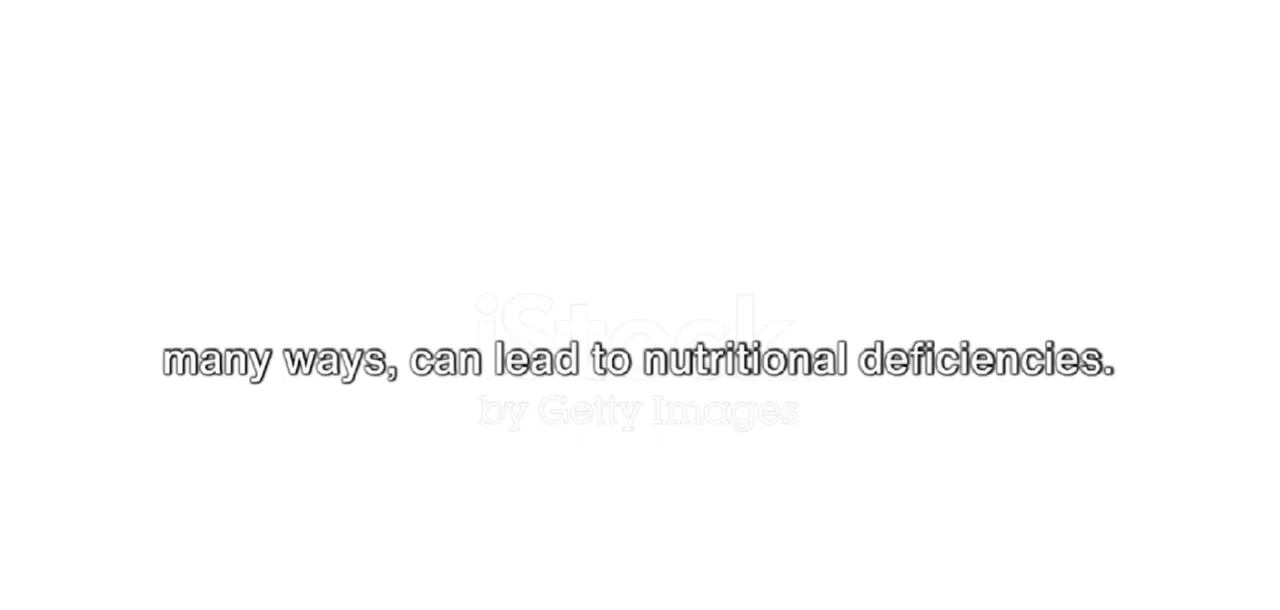 iStock
many ways, can lead to nutritional deficiencies.
by Getty Images